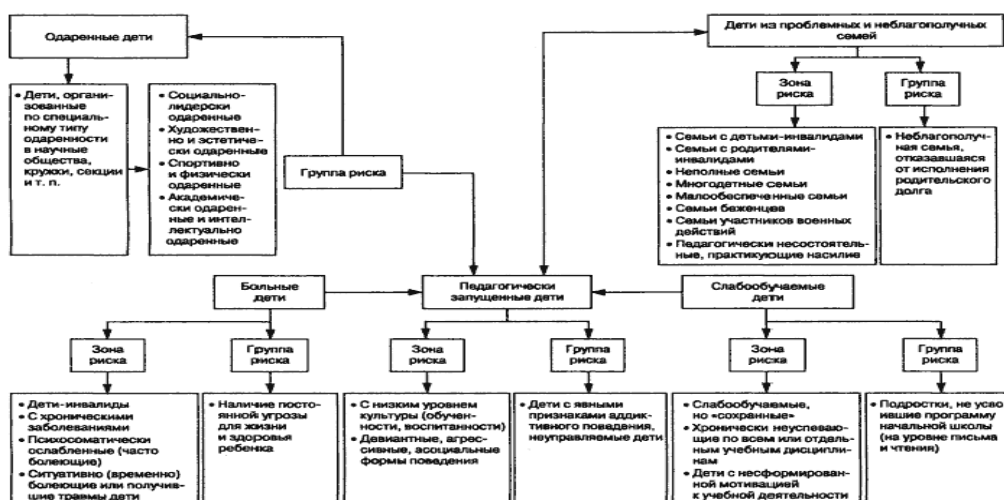 Одаренные дети
Дети из проблемных и неблагополучных
семей
• Дети, органи-
зованные
по специаль-
ному типу
одаренности
в научные
общества,
кружки, секции
и т. п.
• Социально-
лидерски
одаренные
• Художествен-
но и эстетиче-
ски одаренные
• Спортивно
и физически
одаренные
• Академиче-
ски одарен-
ные и интел-
лектуально
одаренные
Группа риска
Зона
риска
Группа
риска
• Семьи с детьми-инвалидами
• Семьи с родителями-
инвалидами
• Неполные семьи
• Многодетные семьи
• Малообеспеченные семьи
• Семьи беженцев
• Семьи участников военных
действий
• Педагогически несостоятель-
ные, практикующие насилие
• Неблагополуч-
ная семья,
отказавшаяся
от исполнения
родительского
долга
Больные
дети
Педагогически
запущенные дети
Слабообучаемые
дети
Зона
риска
Группа
риска
Зона
риска
Группа
риска
Зона
риска
Группа
риска
• Дети-инвалиды
• С хроническими
заболеваниями
• Психосоматически
ослабленные (часто
болеющие)
• Ситуативно (временно)
болеющие или получив-
шие травмы дети
• Наличие посто-
янной угрозы
для жизни
и здоровья
ребенка
• С низким уровнем
культуры (обучен-
ности, воспитанности)
• Девиантные, агрес-
сивные, асоциальные
формы поведения
Дети с явными
признаками аддик-
тивного поведения,
неуправляемые дети
• Слабообучаемые,
но «сохранные»
• Хронически неуспеваю-
щие по всем или отдель-
ным учебным дисципли-
нам
• Дети с несформирован-
ной мотивацией
к учебной деятельности
• Подростки, не усво
ившие программу
начальной школы
(на уровне письма
и чтения)